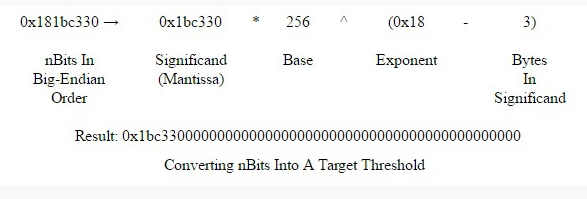 0x181bc330 → 0x1bc330 * 256 ^ (0x18 - 3)
nBits In Significand Base Exponent Bytes
Big-Endian (Mantissa) In
Order Significand
Result: 0x1bc330000000000000000000000000000000000000000000
Converting nBits Into A Target Threshold